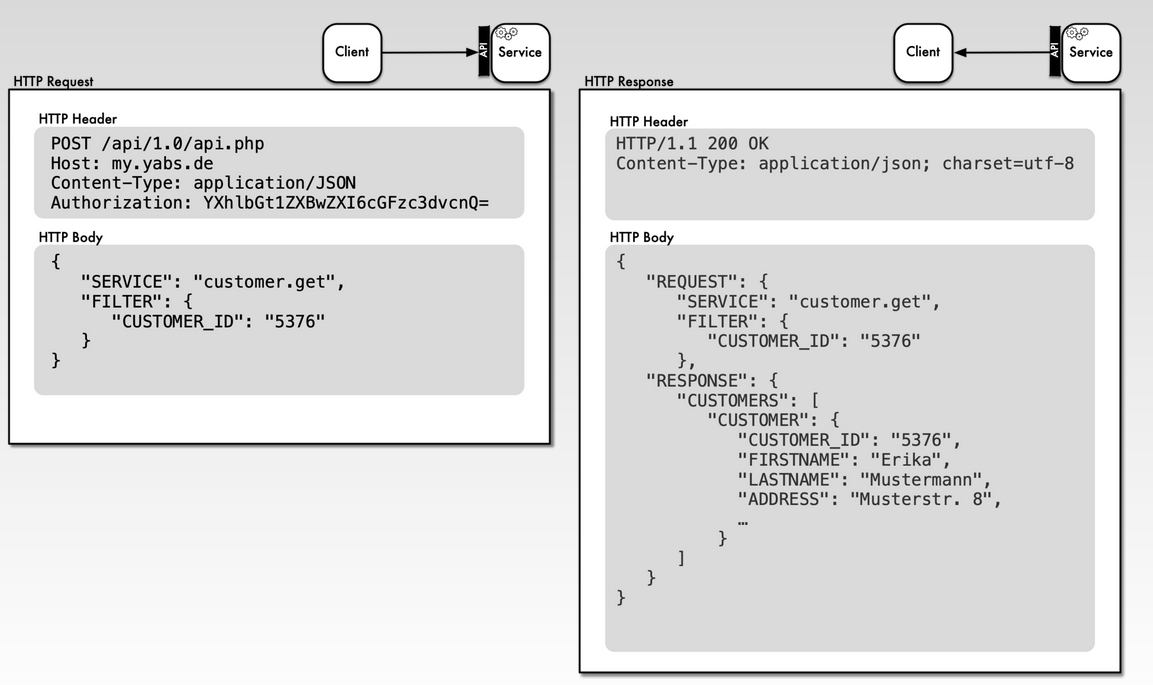 Client
API
Service
HTTP Request
HTTP Header
POST /api/1.0/api.php
Host: my.yabs.de
Content-Type: application/JSON
Authorization: YXhlbGt1ZXBwZXI6cGFzc3dvcnQ=
HTTP Body
{
"SERVICE": "customer.get",
"FILTER": {
"CUSTOMER_ID": "5376"
}
}
Client
API
Service
HTTP Response
HTTP Header
HTTP/1.1 200 OK
Content-Type: application/json; charset=utf-8
HTTP Body
{
"REQUEST": {
"SERVICE": "customer.get",
"FILTER": {
"CUSTOMER_ID": "5376"
},
"RESPONSE": {
"CUSTOMERS": [
"CUSTOMER": {
"CUSTOMER_ID": "5376",
"FIRSTNAME": "Erika",
"LASTNAME": "Mustermann",
"ADDRESS": "Musterstr. 8",
…
}
]
}
}